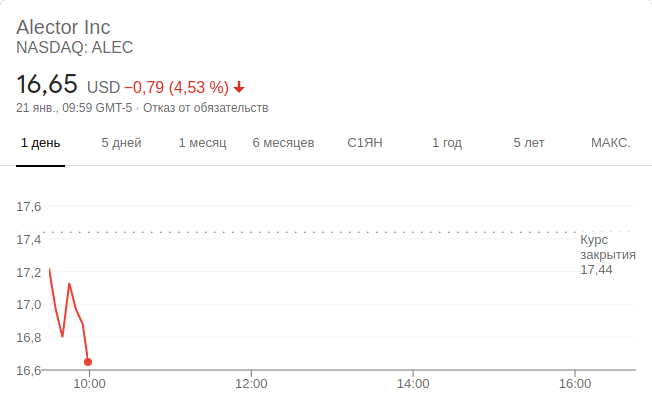 Alector Inc
NASDAQ: ALEC
16,65 USD −0,79 (4,53 %)
21 янв., 09:59 GMT-5 · Отказ от обязательств
1 день 5 дней 1 месяц 6 месяцев С1ЯН 1 год 5 лет МАКС.
17,6
17,4
17,2
17,0
16,8
16,6
Курс
закрытия
17,44
10:00 12:00 14:00 16:00